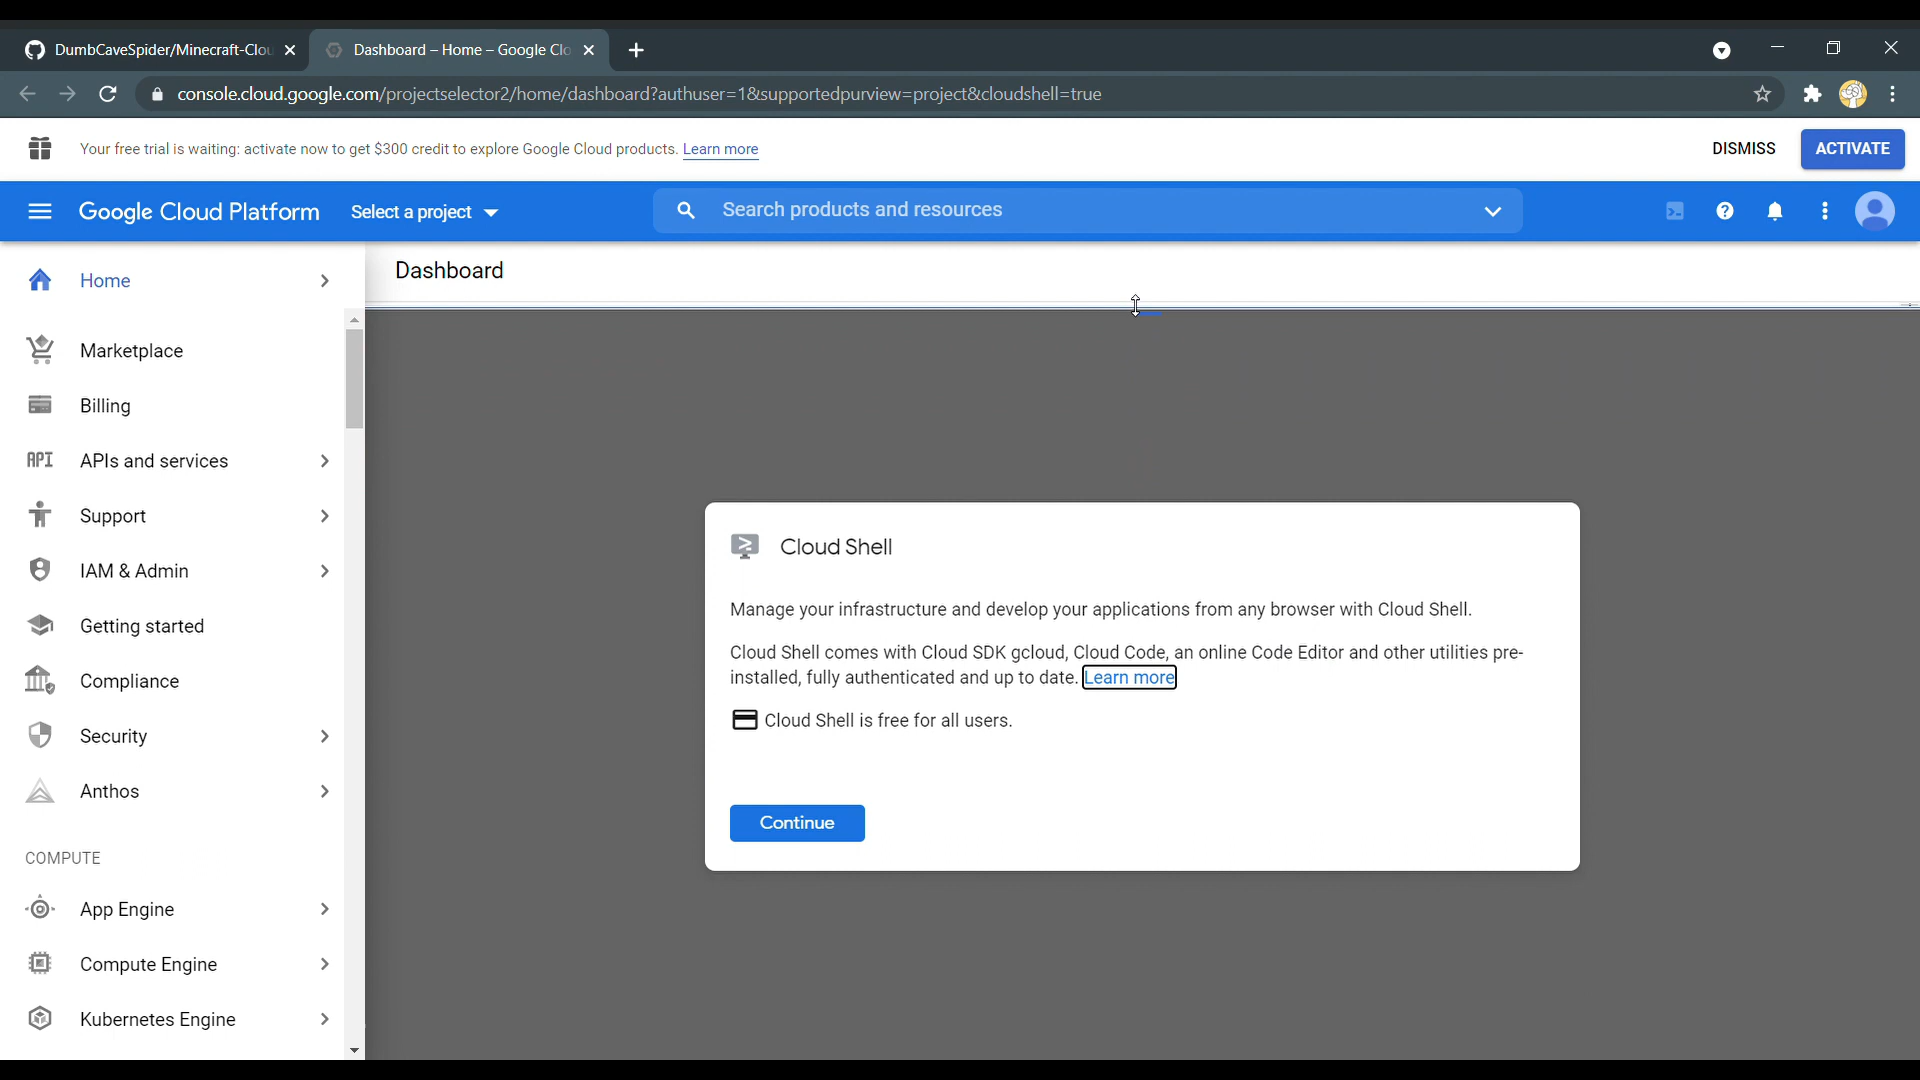 DumbCaveSpider/Minecraft-Clou
Dashboard – Home – Google Clo
console.cloud.google.com/projectselector2/home/dashboard?authuser=1&supportedpurview=project&cloudshell=true
Your free trial is waiting: activate now to get $300 credit to explore Google Cloud products. Learn more
DISMISS
ACTIVATE
Google Cloud Platform
Select a project
Search products and resources
Home
Marketplace
Billing
API APIs and services
Support
IAM & Admin
Getting started
Compliance
Security
Anthos
COMPUTE
App Engine
Compute Engine
Kubernetes Engine
Dashboard
Cloud Shell
Manage your infrastructure and develop your applications from any browser with Cloud Shell.
Cloud Shell comes with Cloud SDK gcloud, Cloud Code, an online Code Editor and other utilities pre-
installed, fully authenticated and up to date. Learn more
Cloud Shell is free for all users.
Continue